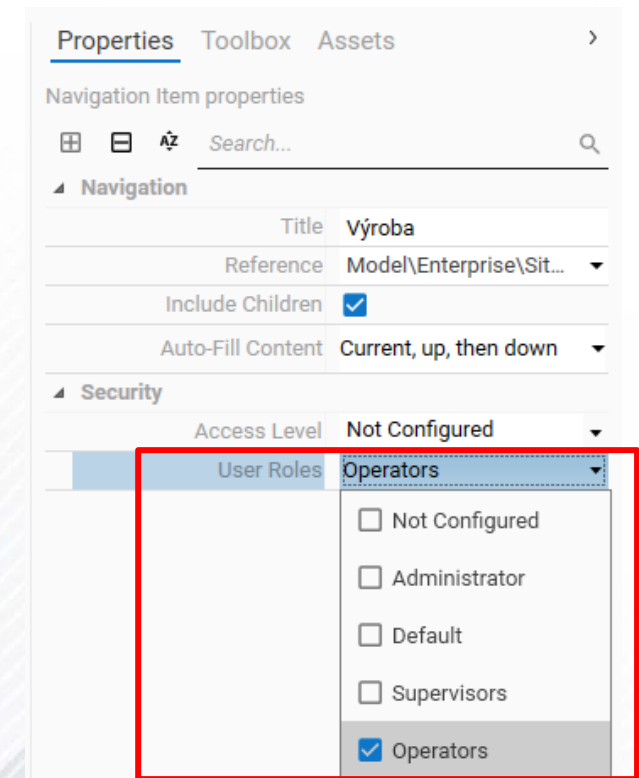 Properties Toolbox Assets
Navigation Item properties
Search...
Navigation
Title Výroba
Reference Model\Enterprise\Sit...
Include Children
Auto-Fill Content Current, up, then down
Security
Access Level Not Configured
User Roles Operators
Not Configured
Administrator
Default
Supervisors
Operators